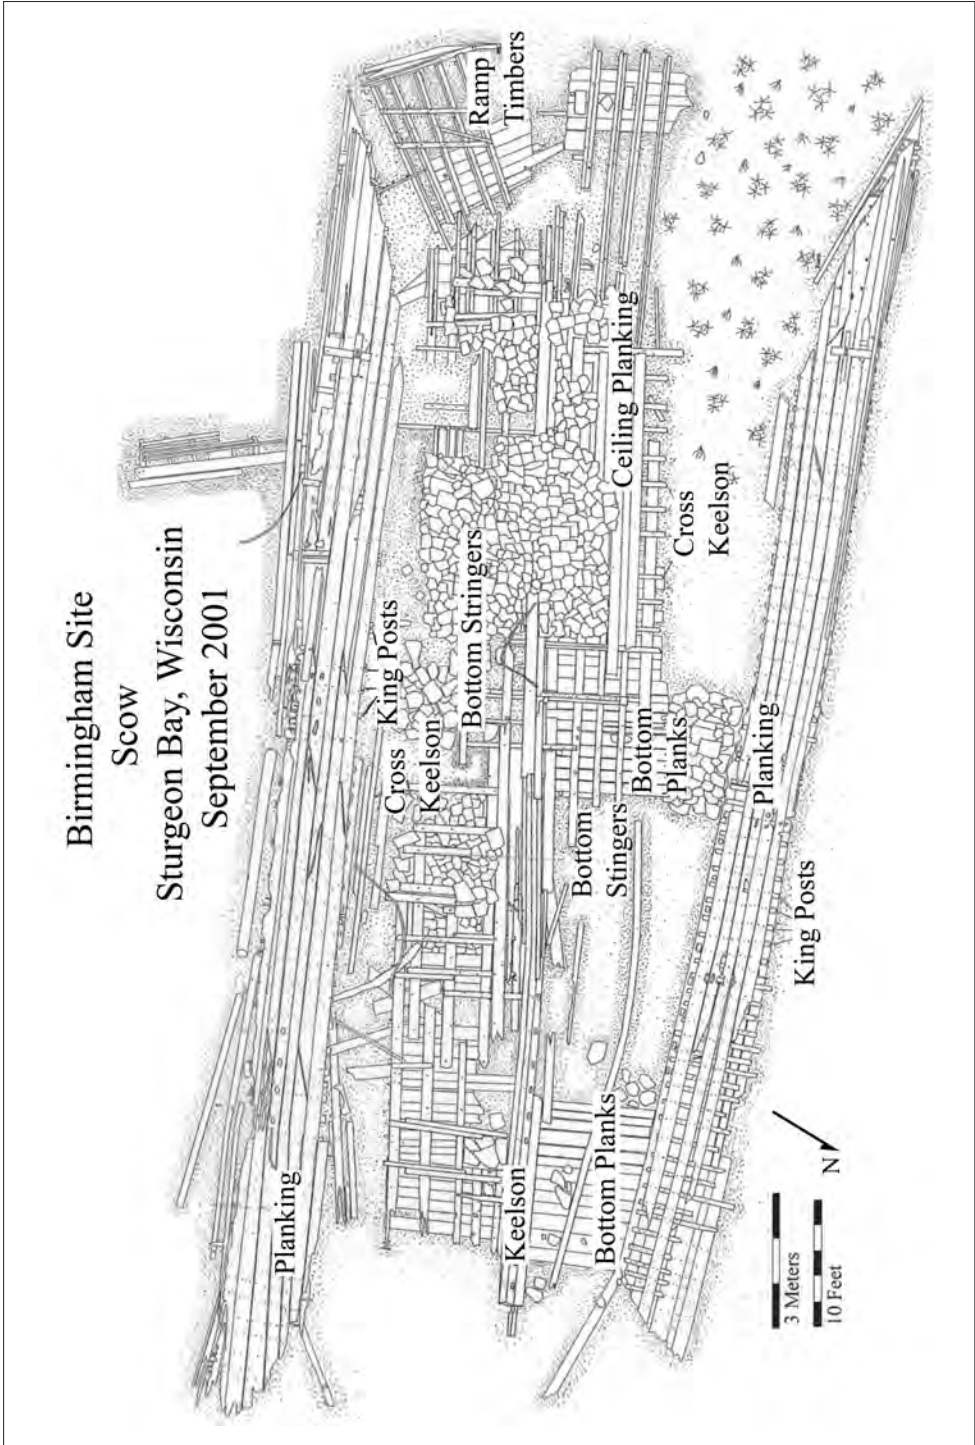 Birmingham Site
Scow
Sturgeon Bay, Wisconsin
September 2001
Ramp
Timbers
Ceiling Planking
Cross
Keelson
King Posts
Bottom Stringers
Cross
Keelson
Bottom
Planks
Planking
Bottom
Stingers
King Posts
Planking
Keelson
Bottom Planks
N
3 Meters
10 Feet